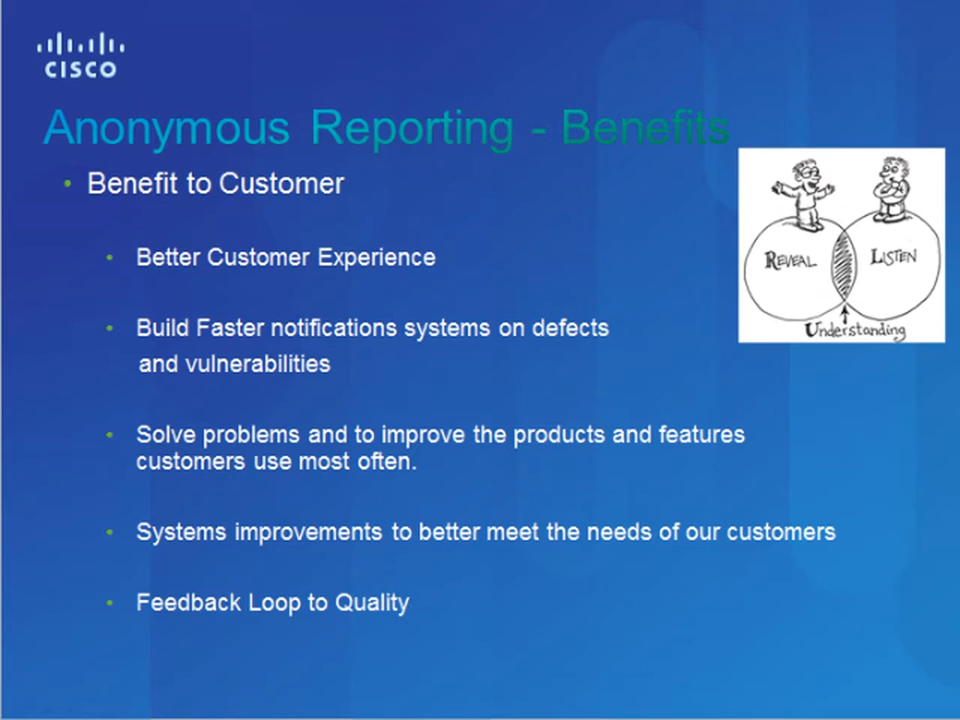 CISCO
Anonymous Reporting - Benefits
• Benefit to Customer
• Better Customer Experience
• Build Faster notifications systems on defects
and vulnerabilities
• Solve problems and to improve the products and features
customers use most often.
• Systems improvements to better meet the needs of our customers
• Feedback Loop to Quality
REVEAL
LISTEN
Understanding